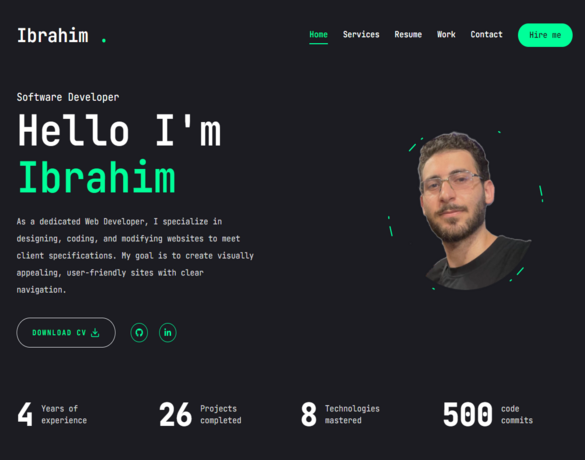 Ibrahim .
Home Services Resume Work Contact Hire me
Software Developer
Hello I'm
Ibrahim
As a dedicated Web Developer, I specialize in
designing, coding, and modifying websites to meet
client specifications. My goal is to create visually
appealing, user-friendly sites with clear
navigation.
DOWNLOAD CV
in
4 Years of
experience
26 Projects
completed
8 Technologies
mastered
500 code
commits